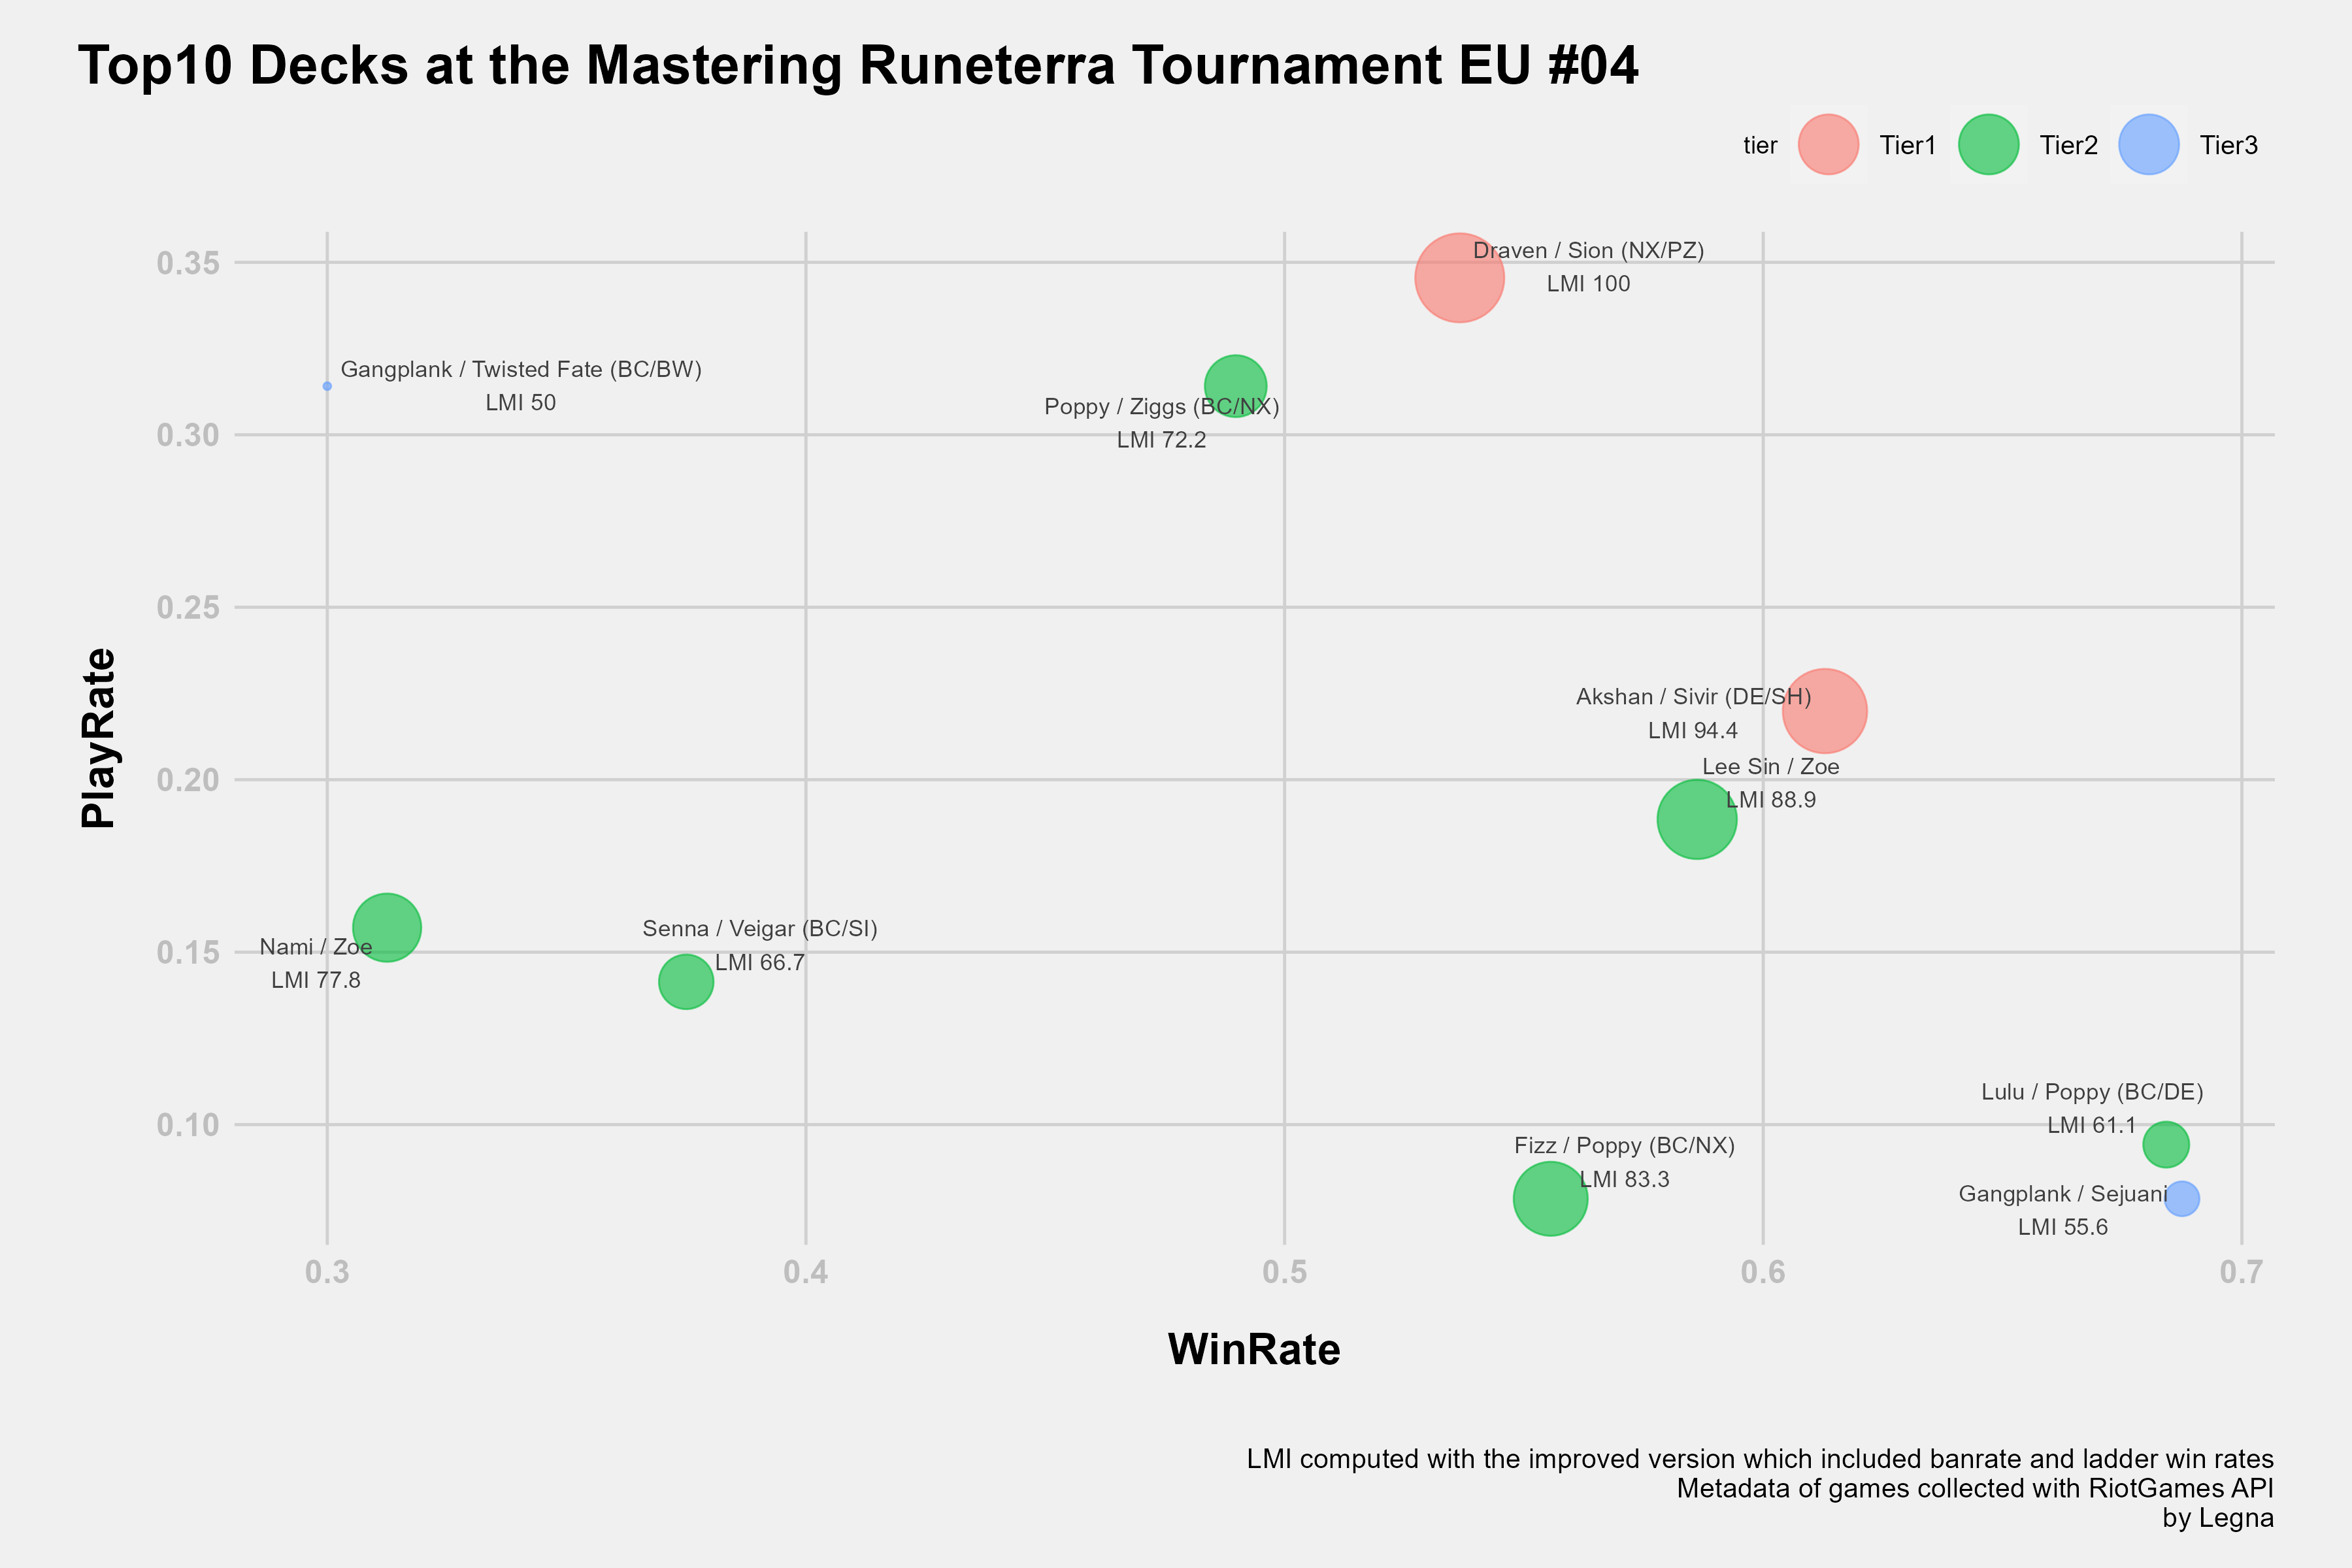 Top10 Decks at the Mastering Runeterra Tournament EU #04
tier Tier1 Tier2 Tier3
PlayRate
0.35
0.30
0.25
0.20
0.15
0.10
Draven / Sion (NX/PZ)
LMI 100
Gangplank / Twisted Fate (BC/BW)
LMI 50
Poppy / Ziggs (BC/NX)
LMI 72.2
Akshan / Sivir (DE/SH)
LMI 94.4
Lee Sin / Zoe
LMI 88.9
Nami / Zoe
LMI 77.8
Senna / Veigar (BC/SI)
LMI 66.7
Lulu / Poppy (BC/DE)
LMI 61.1
Fizz / Poppy (BC/NX)
LMI 83.3
Gangplank / Sejuani
LMI 55.6
0.3 0.4 0.5 0.6 0.7
WinRate
LMI computed with the improved version which included banrate and ladder win rates
Metadata of games collected with RiotGames API
by Legna